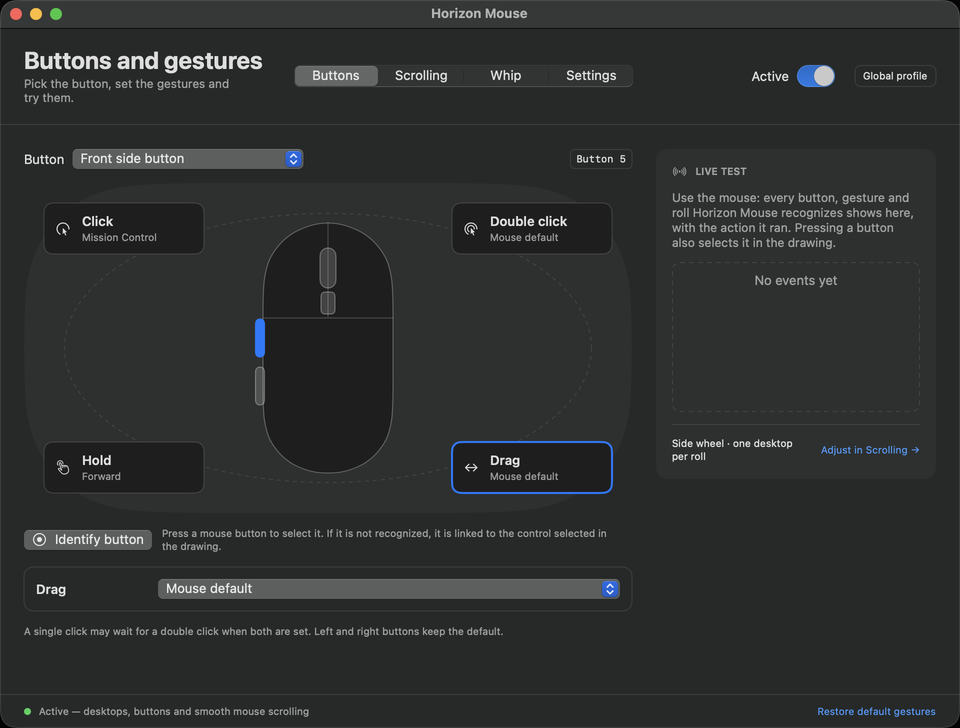 Horizon Mouse
Buttons and gestures
Pick the button, set the gestures and
try them.
Buttons
Scrolling
Whip
Settings
Active
Global profile
Button
Front side button
Button 5
Click
Mission Control
Double click
Mouse default
Hold
Forward
Drag
Mouse default
LIVE TEST
Use the mouse: every button, gesture and
roll Horizon Mouse recognizes shows here,
with the action it ran. Pressing a button
also selects it in the drawing.
No events yet
Side wheel · one desktop
per roll
Adjust in Scrolling →
Identify button
Press a mouse button to select it. If it is not recognized, it is linked to the control selected in
the drawing.
Drag
Mouse default
A single click may wait for a double click when both are set. Left and right buttons keep the default.
Active — desktops, buttons and smooth mouse scrolling
Restore default gestures